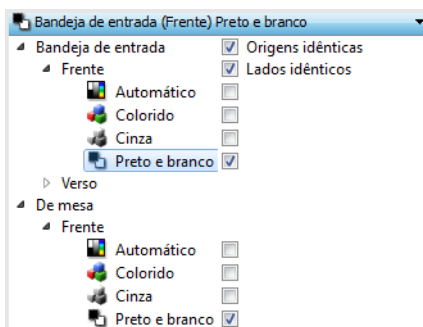 Bandeja de entrada (Frente) Preto e branco
Bandeja de entrada Origens idênticas
Frente Lados idênticos
Automático
Colorido
Cinza
Preto e branco
Verso
De mesa
Frente
Automático
Colorido
Cinza
Preto e branco